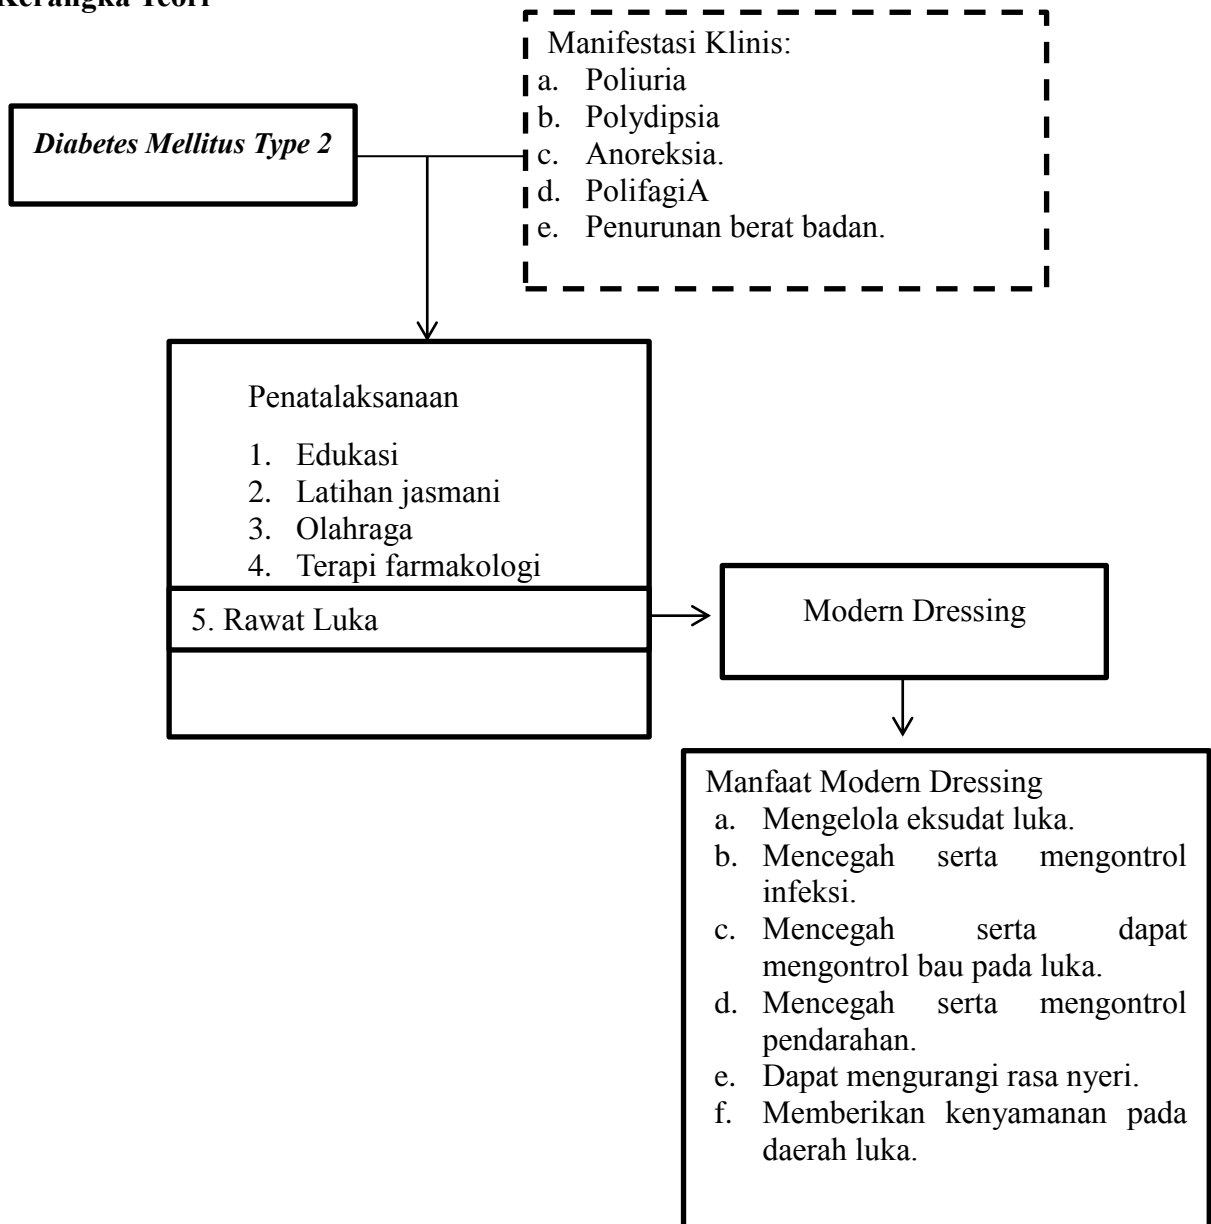 Kerangka Teori
Manifestasi Klinis:
a. Poliuria
b. Polydipsia
c. Anoreksia.
d. PolifagiA
e. Penurunan berat badan.
Diabetes Mellitus Type 2
Penatalaksanaan
1. Edukasi
2. Latihan jasmani
3. Olahraga
4. Terapi farmakologi
5. Rawat Luka
Modern Dressing
Manfaat Modern Dressing
a. Mengelola eksudat luka.
b. Mencegah serta mengontrol
infeksi.
c. Mencegah serta dapat
mengontrol bau pada luka.
d. Mencegah serta mengontrol
pendarahan.
e. Dapat mengurangi rasa nyeri.
f. Memberikan kenyamanan pada
daerah luka.